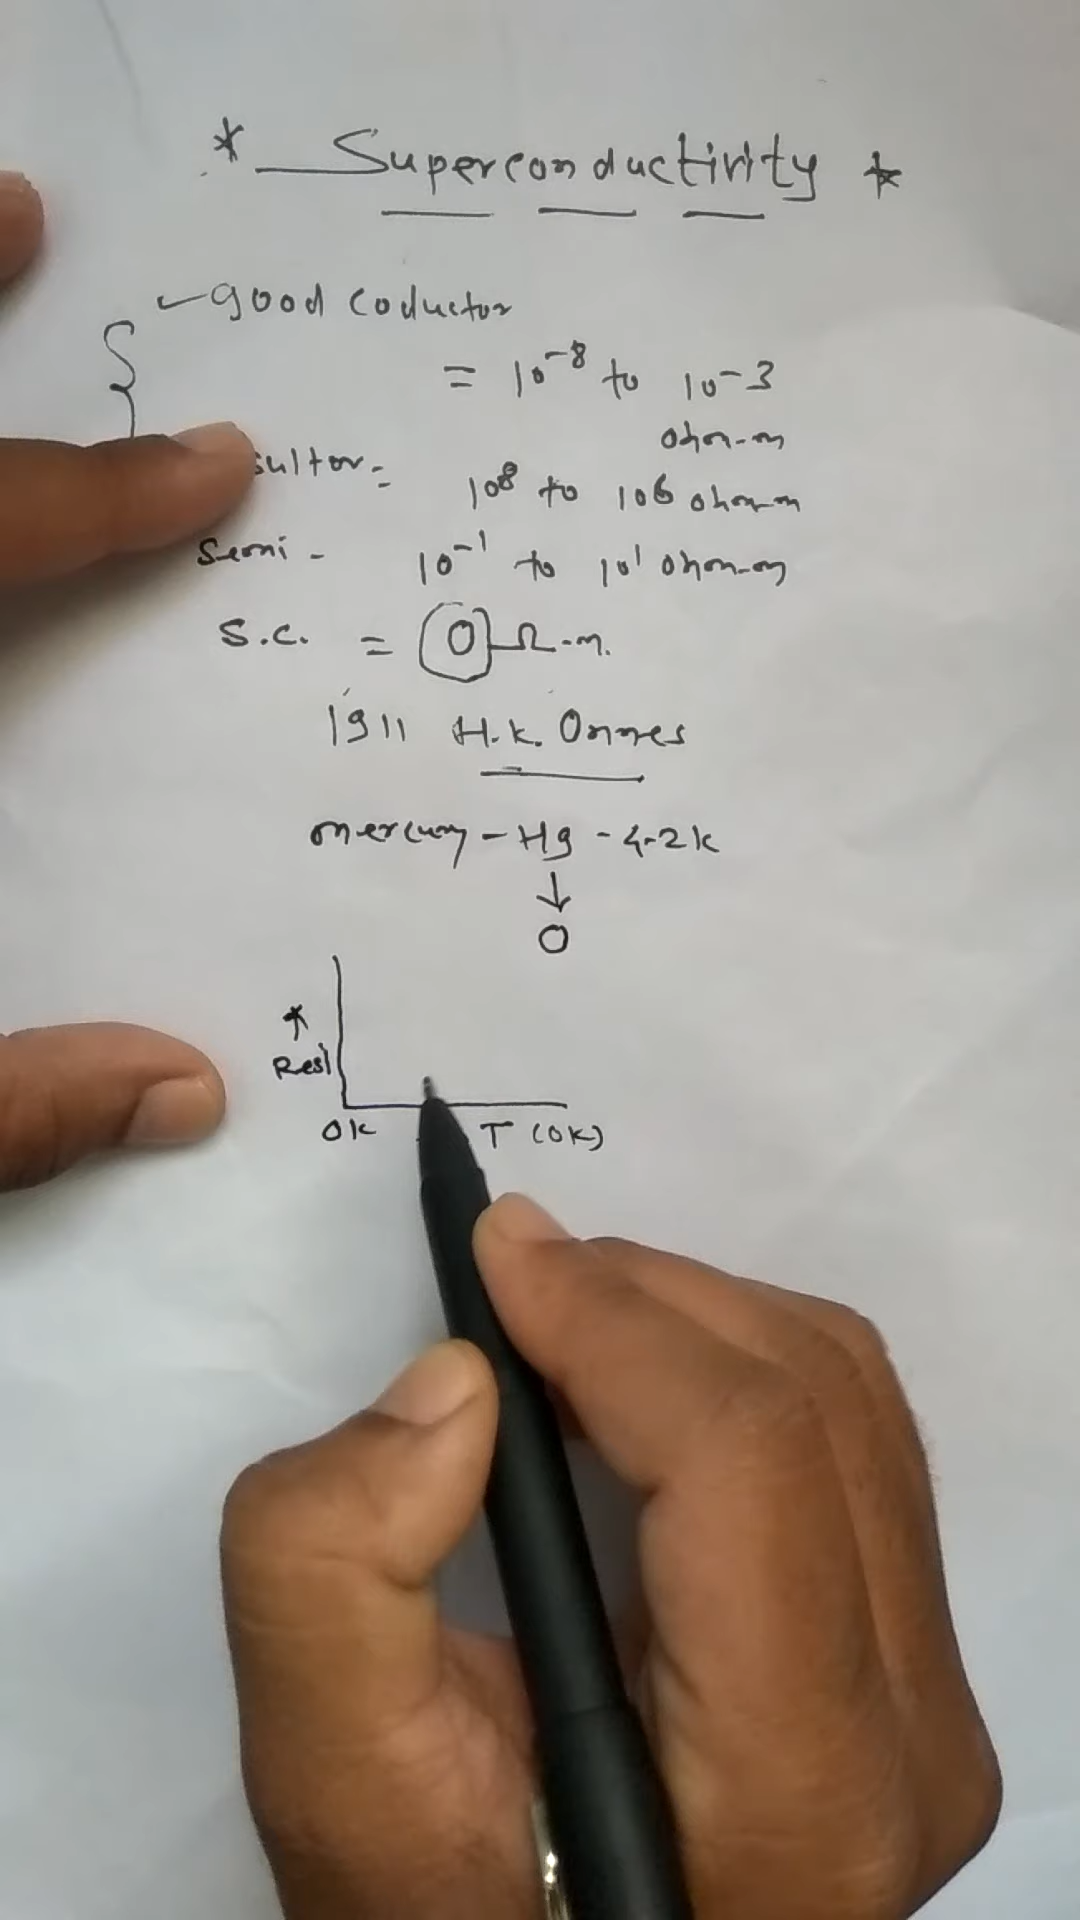 * Superconductivity *
good coductor
= 10⁻⁸ to 10⁻³
ohm-m
sultor = 10⁸ to 10⁶ ohm-m
Semi - 10⁻¹ to 10¹ ohm-m
S.C. = 0 Ω-m.
1911 H.K. Onnes
mercury - Hg - 4.2K
↓
0
Resi
0K T (0K)